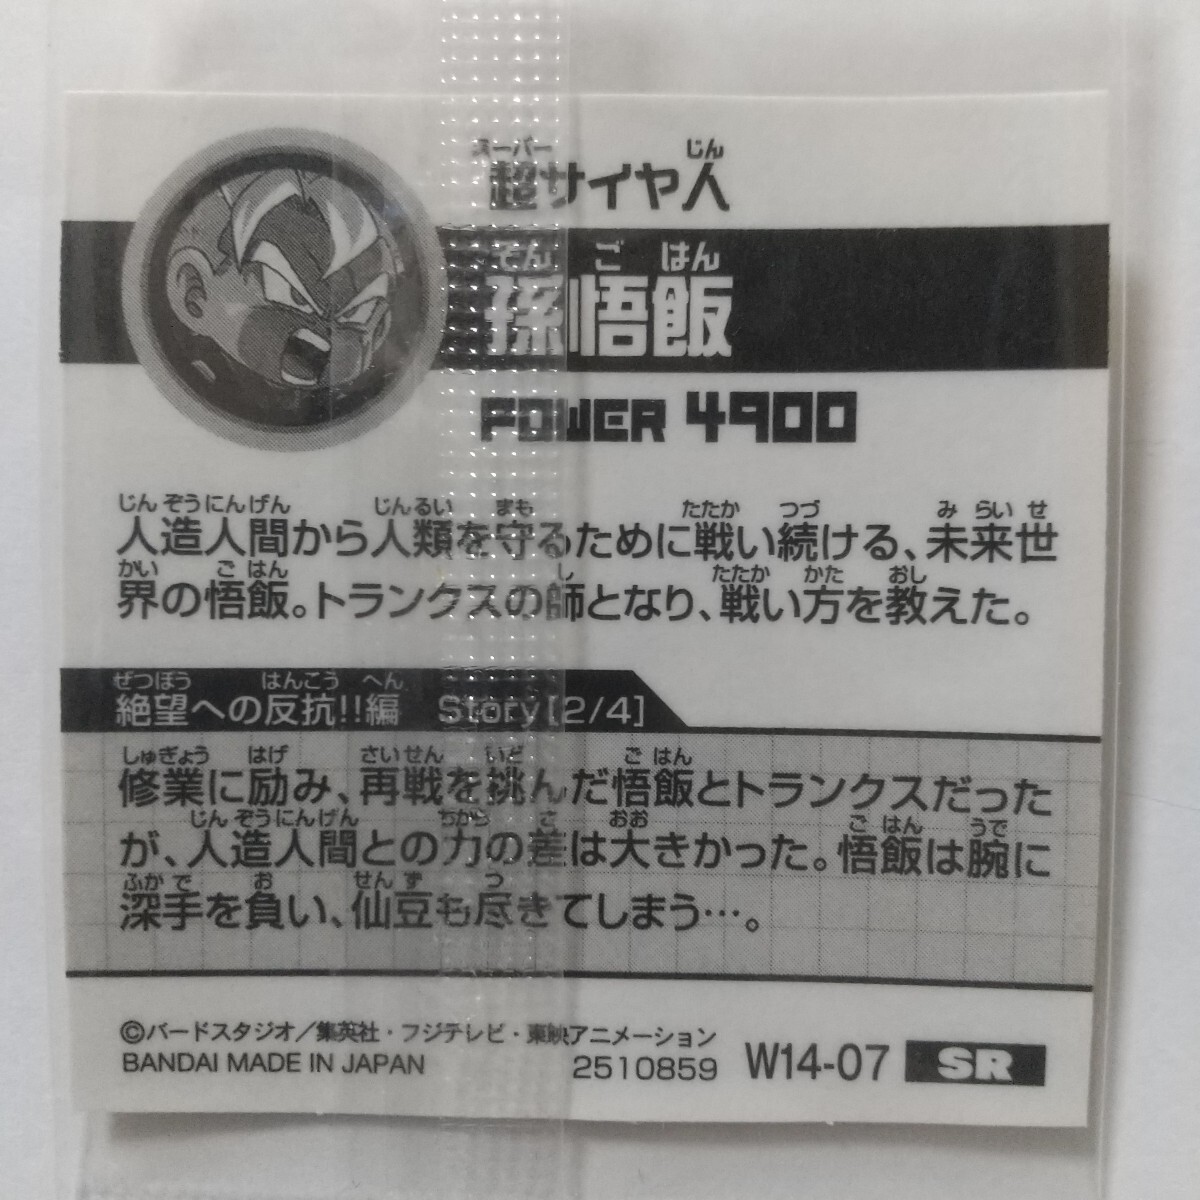 スーパー じん
超サイヤ人
そん ご はん
孫悟飯
POWER 4900
じんぞうにんげん じんるい まも たたか つづ みらいせ
人造人間から人類を守るために戦い続ける、未来世
かい ごはん し たたか かた おし
界の悟飯。トランクスの師となり、戦い方を教えた。
ぜつぼう はんこう へん
絶望への反抗!!編 Story[2/4]
しゅぎょう はげ さいせん いど ごはん
修業に励み、再戦を挑んだ悟飯とトランクスだった
じんぞうにんげん ちから さ おお ごはん うで
が、人造人間との力の差は大きかった。悟飯は腕に
ふかで お せんず つ
深手を負い、仙豆も尽きてしまう…。
©バードスタジオ/集英社・フジテレビ・東映アニメーション
BANDAI MADE IN JAPAN 2510859 W14-07 SR